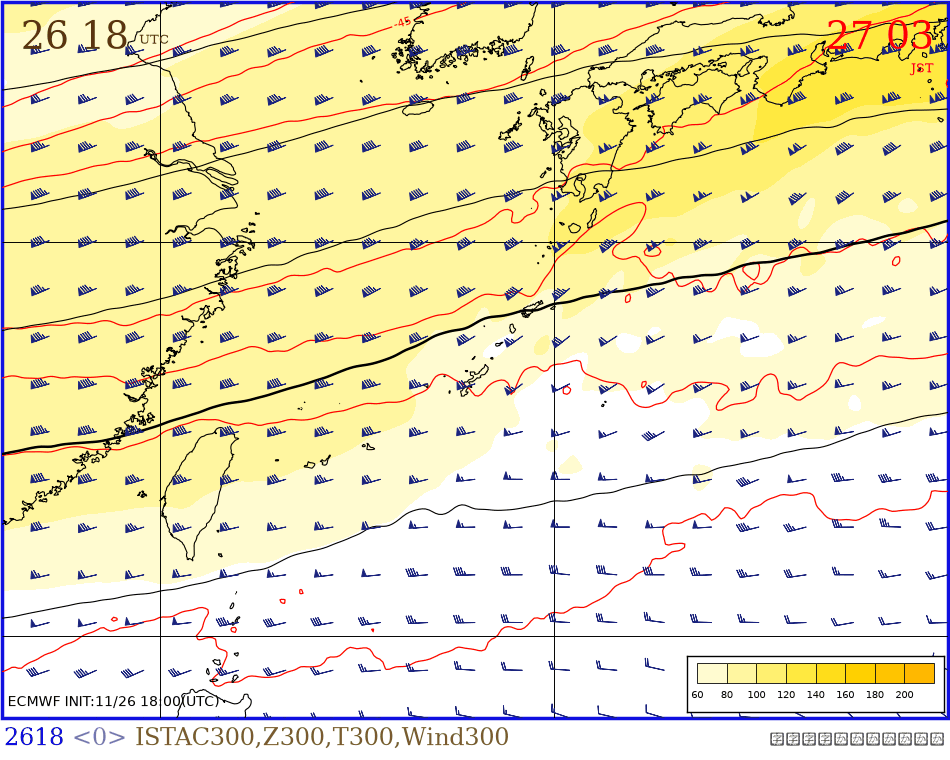 26 18 UTC
27 03
JST
-45
ECMWF INIT:11/26 18:00(UTC)
60 80 100 120 140 160 180 200
2618 <0> ISTAC300,Z300,T300,Wind300